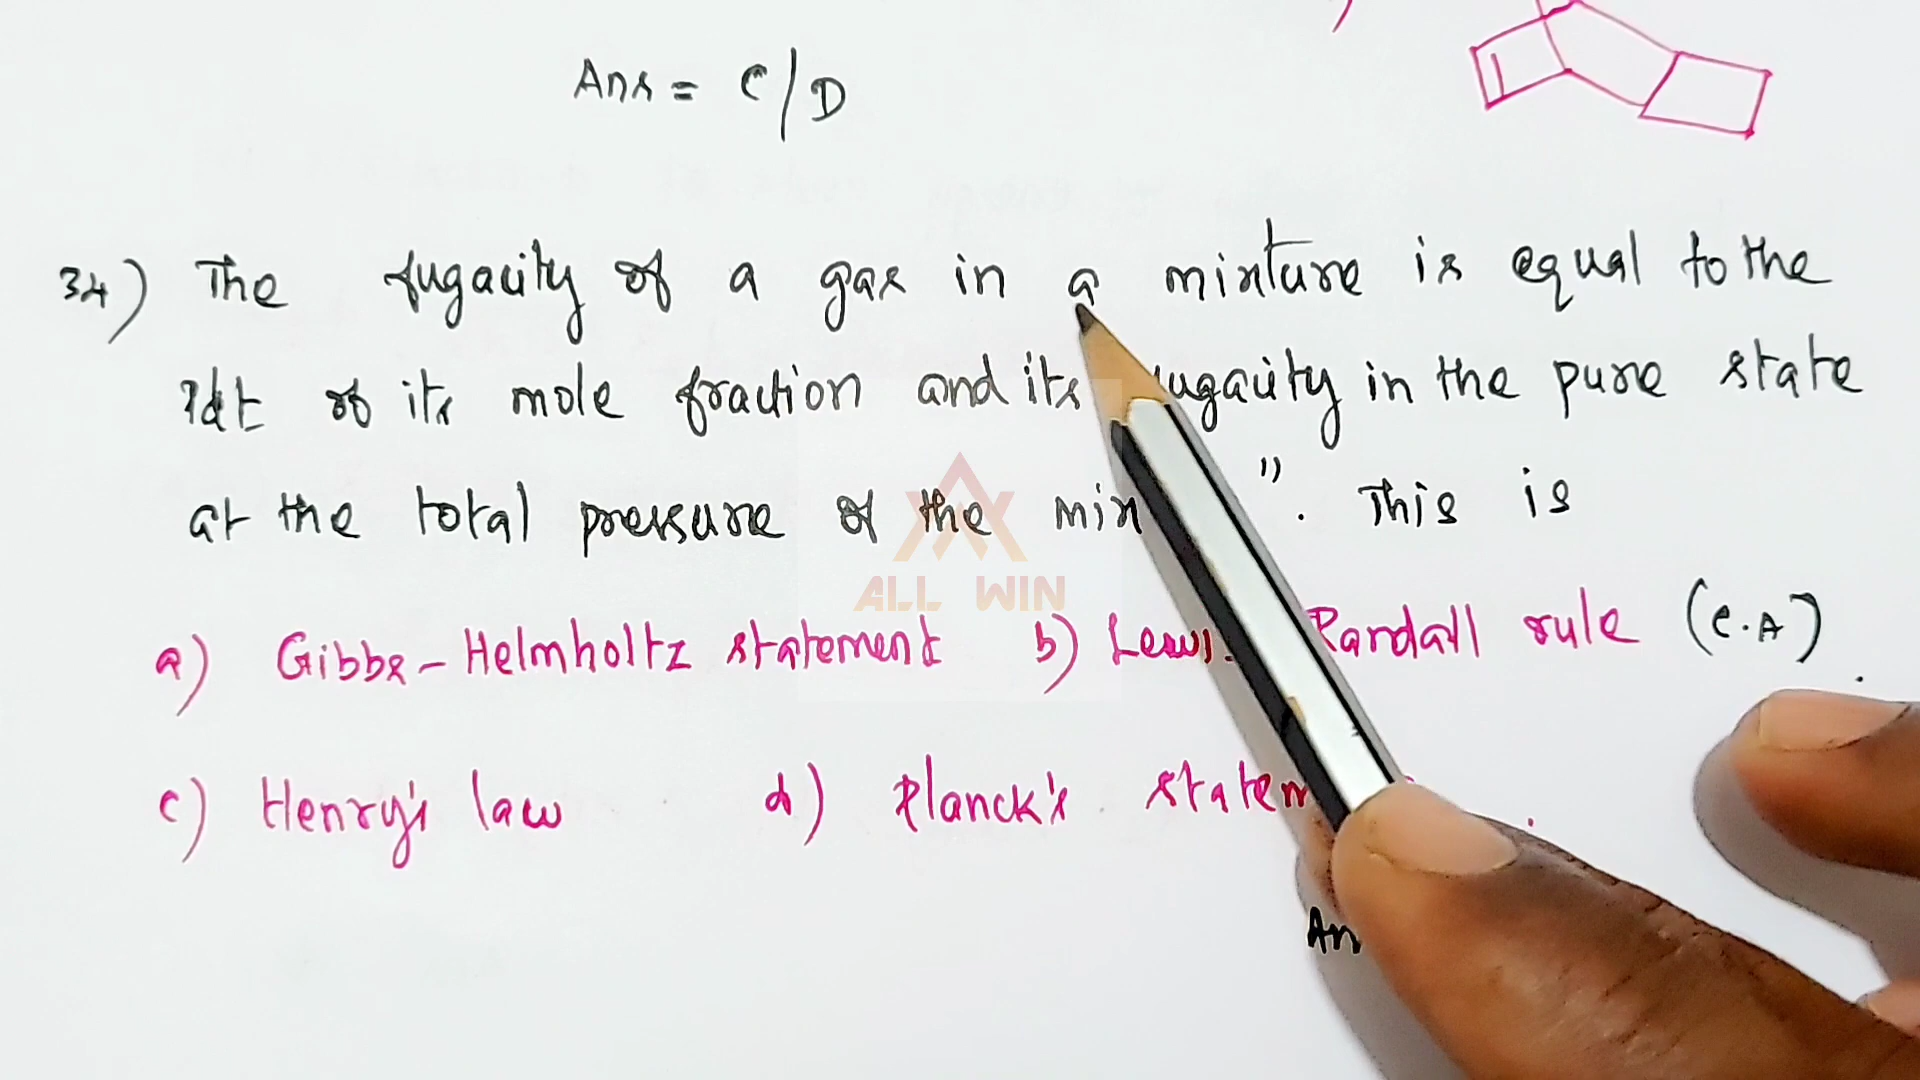 Ans = C/D
34) The fugacity of a gas in a mixture is equal to the
Pdt of its mole fraction and its fugacity in the pure state
at the total pressure of the mix ". This is
ALL WIN
a) Gibbs-Helmholtz statement b) Lewis Randall rule (C.A)
c) Henry's law d) Planck's statem
An